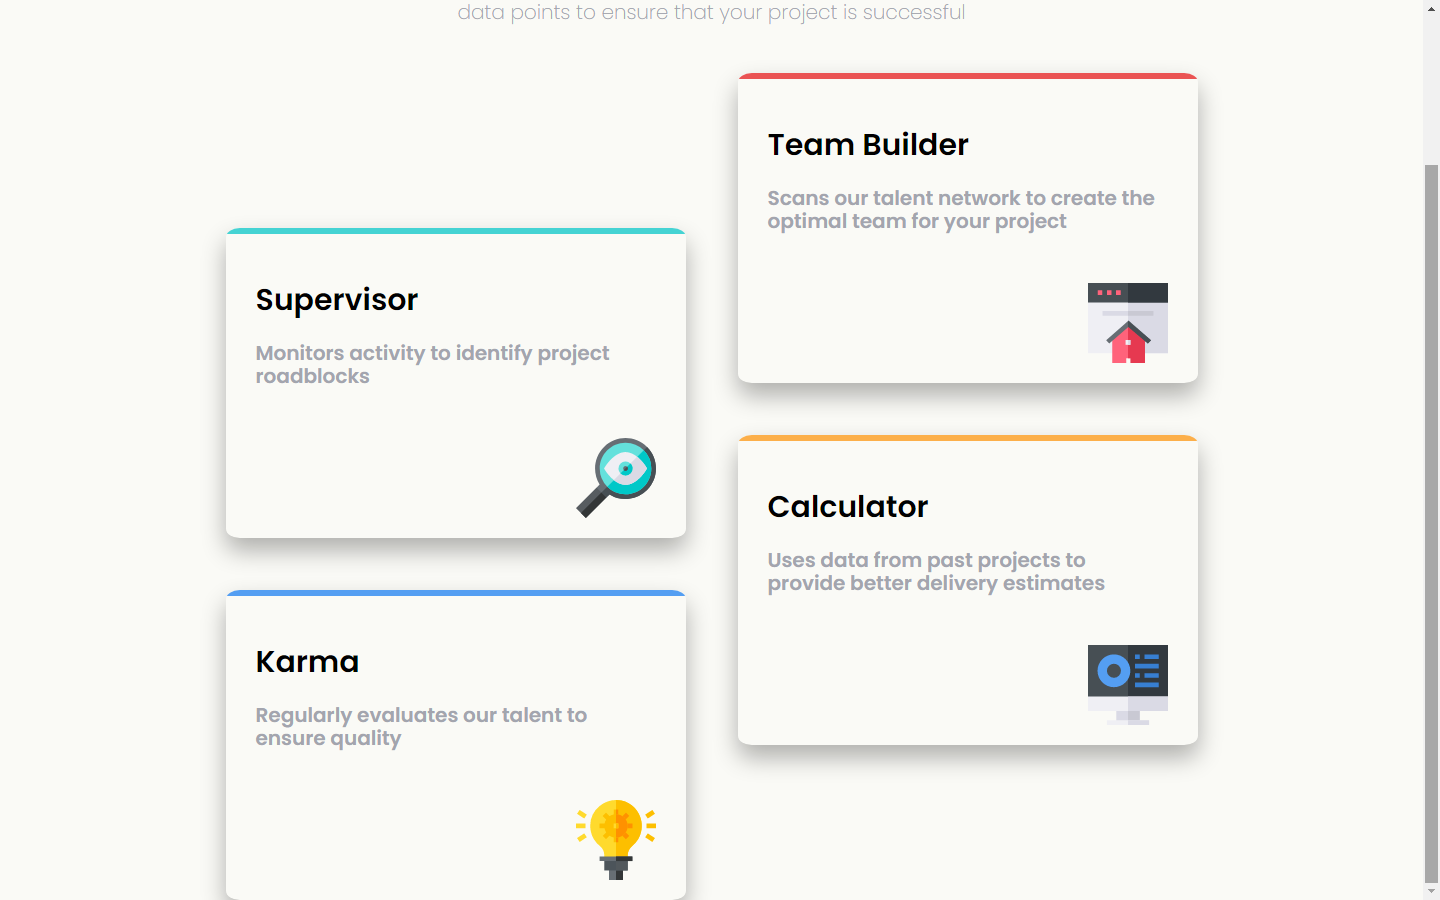 data points to ensure that your project is successful
Team Builder
Scans our talent network to create the
optimal team for your project
Supervisor
Monitors activity to identify project
roadblocks
Calculator
Uses data from past projects to
provide better delivery estimates
Karma
Regularly evaluates our talent to
ensure quality